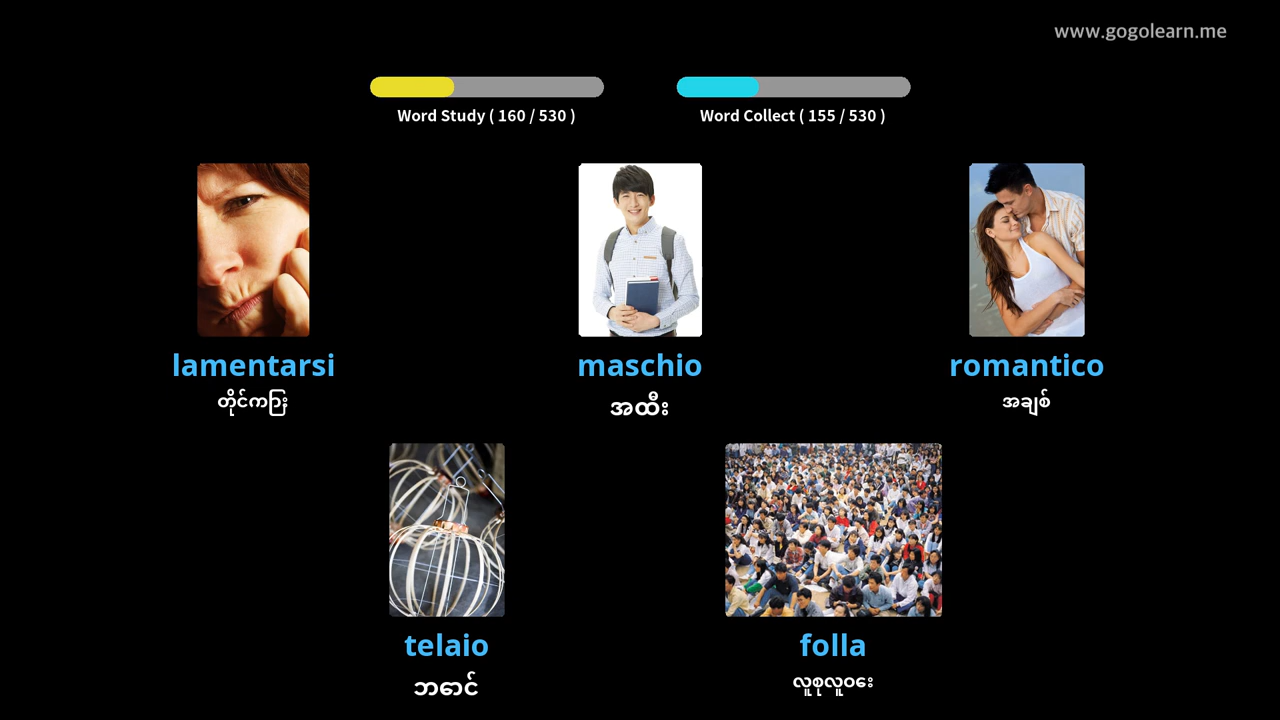 www.gogolearn.me
Word Study ( 160 / 530 )
Word Collect ( 155 / 530 )
lamentarsi
တိုင်ကြား
maschio
အထီး
romantico
အချစ်
telaio
ဘောင်
folla
လူစုလူဝေး